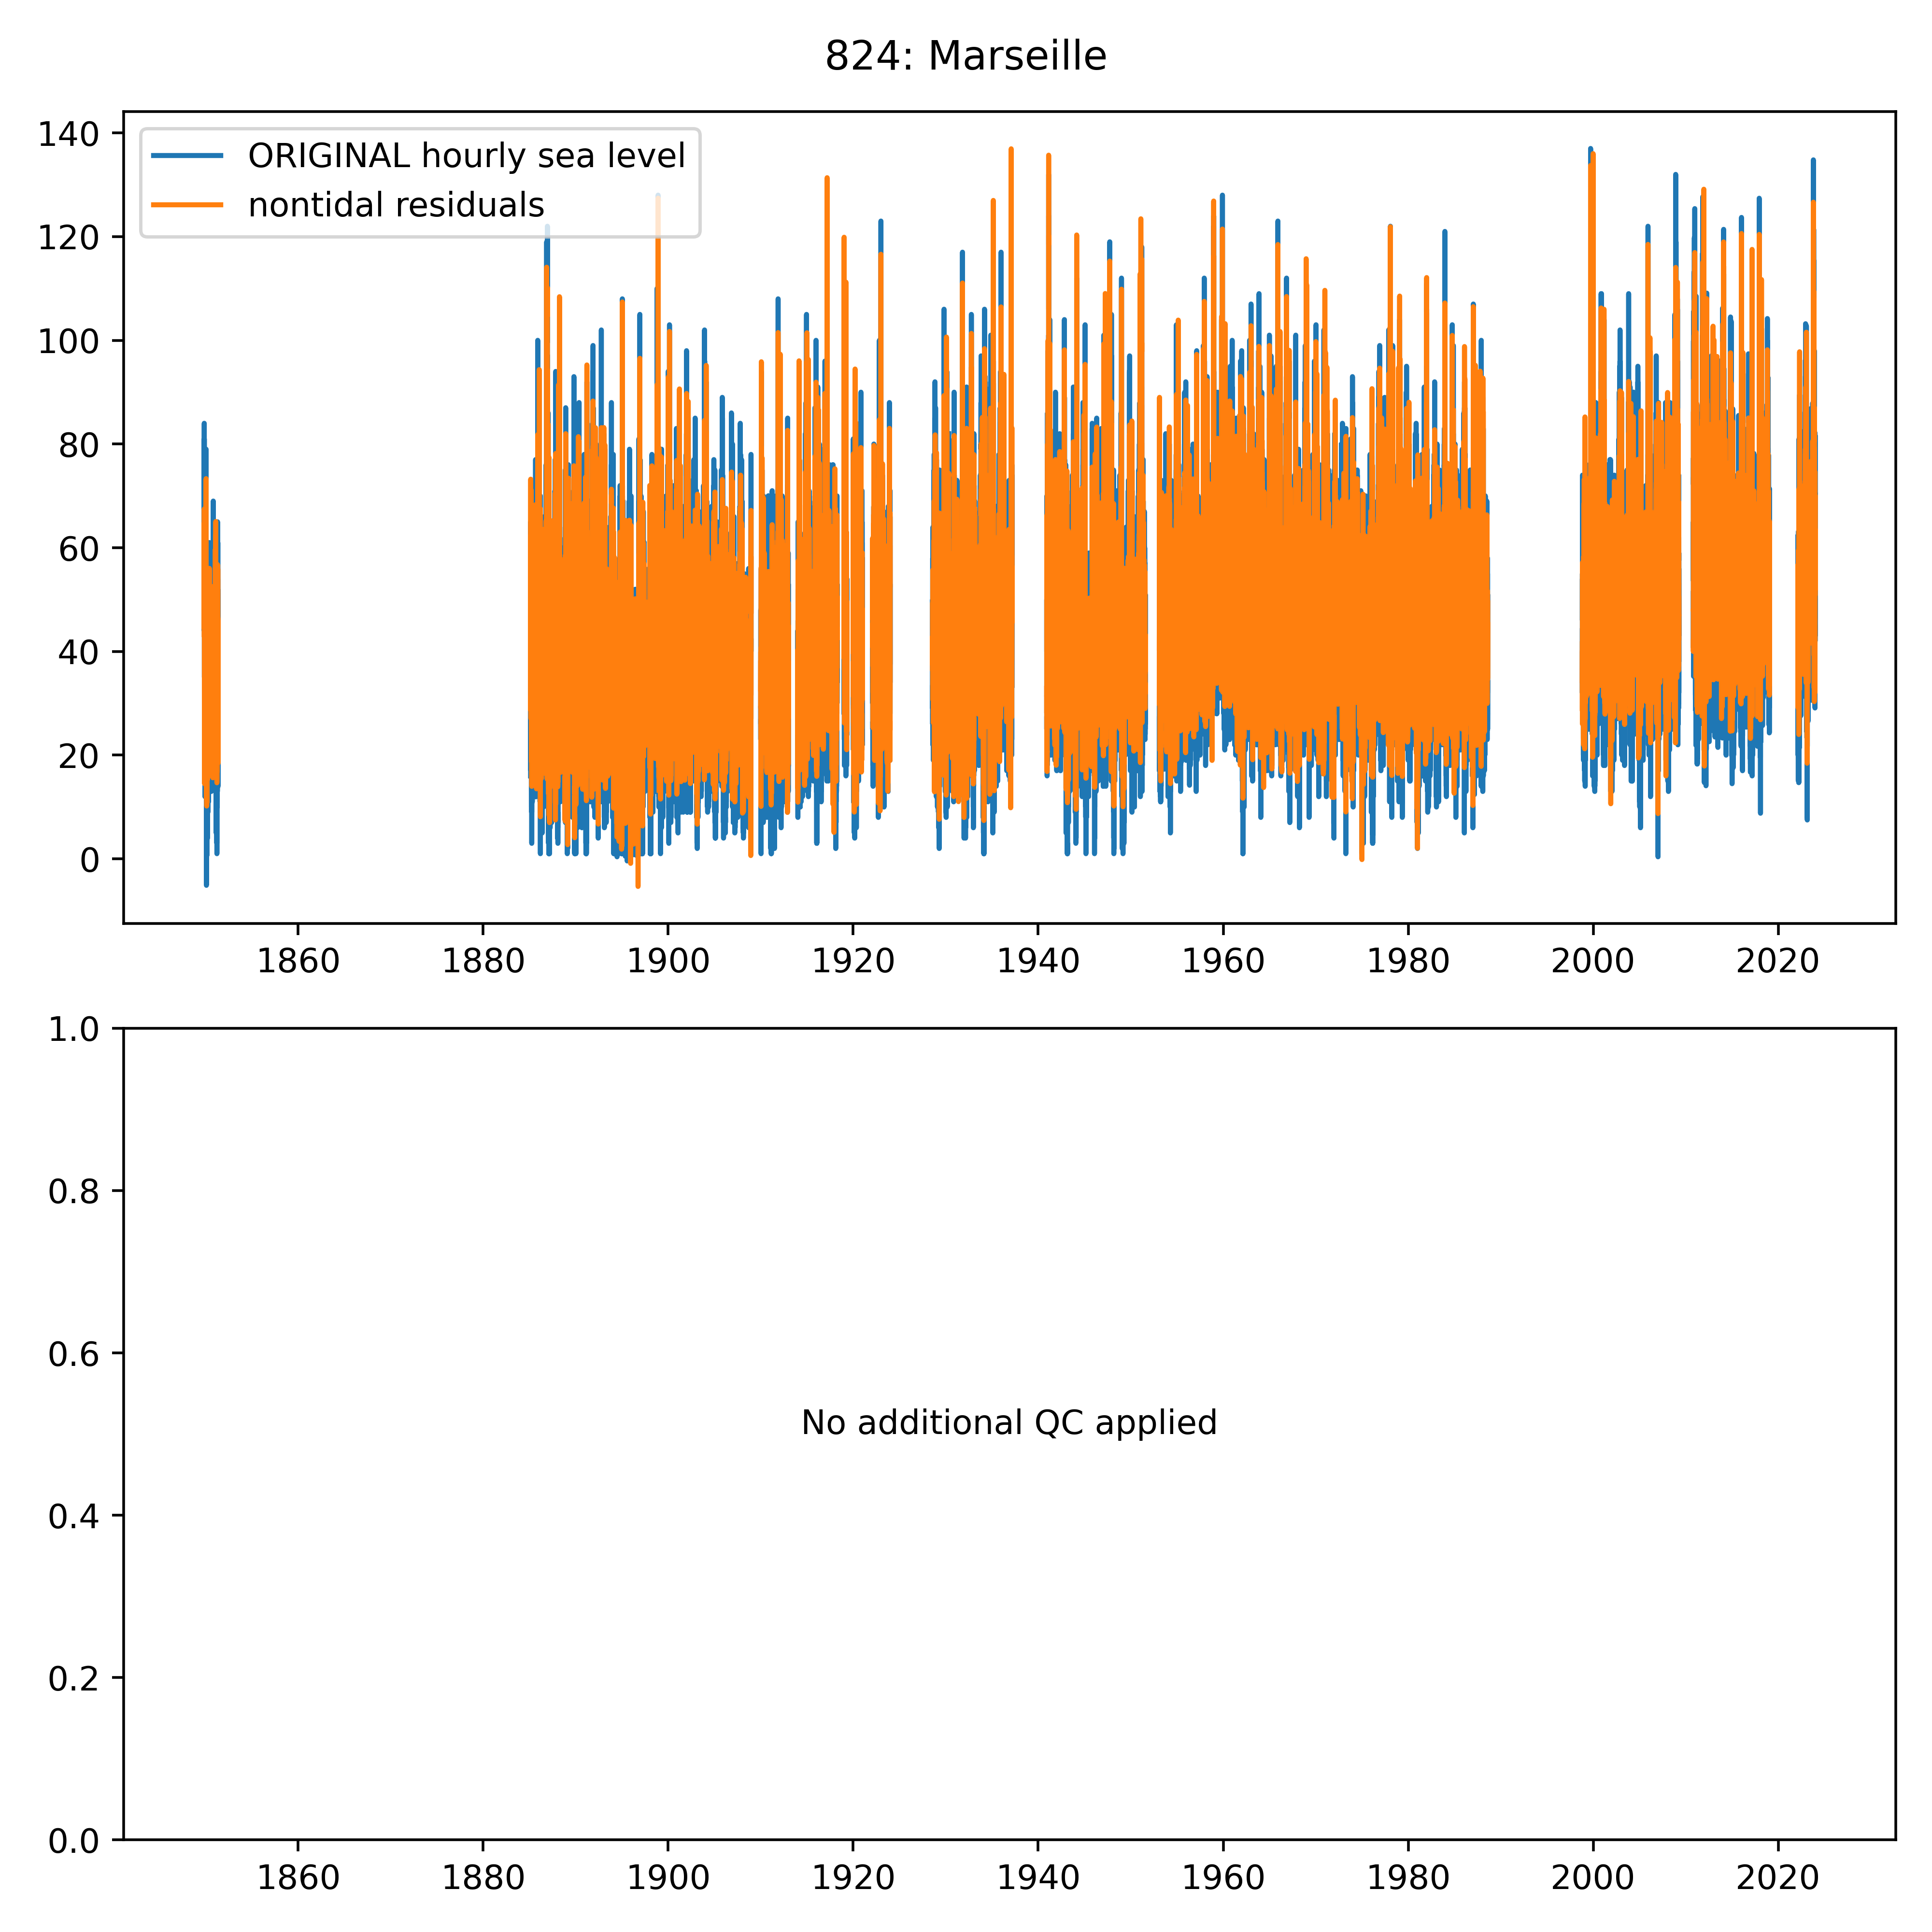 824: Marseille
140
120
100
80
60
40
20
0
ORIGINAL hourly sea level
nontidal residuals
1860 1880 1900 1920 1940 1960 1980 2000 2020
1.0
0.8
0.6
0.4
0.2
0.0
No additional QC applied
1860 1880 1900 1920 1940 1960 1980 2000 2020